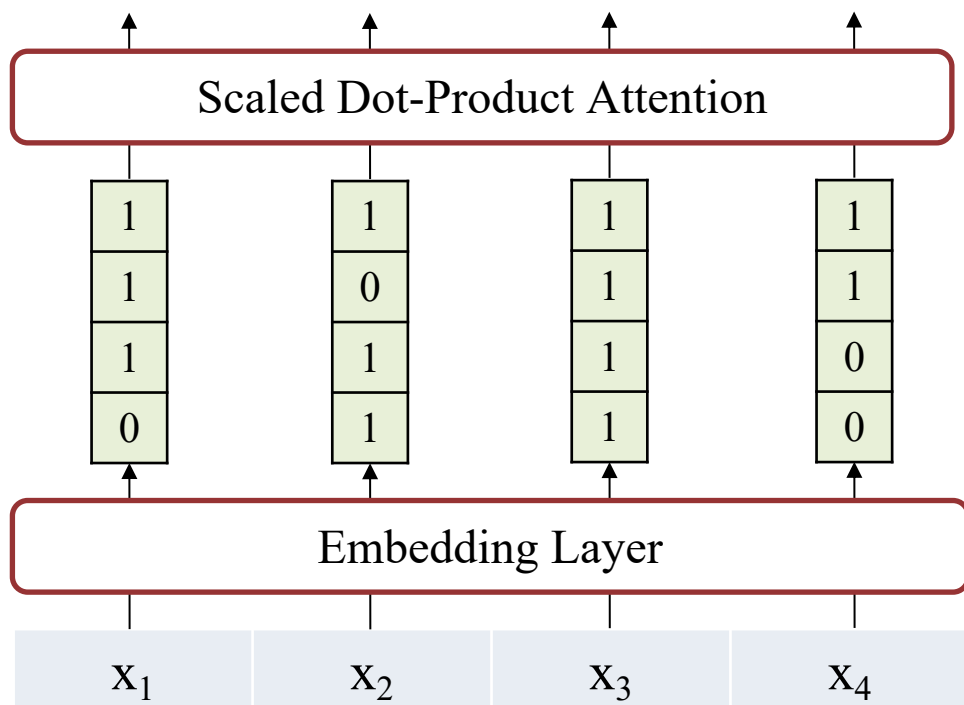 Scaled Dot-Product Attention
1 1 1 1
1 0 1 1
1 1 1 0
0 1 1 0
Embedding Layer
x₁ x₂ x₃ x₄